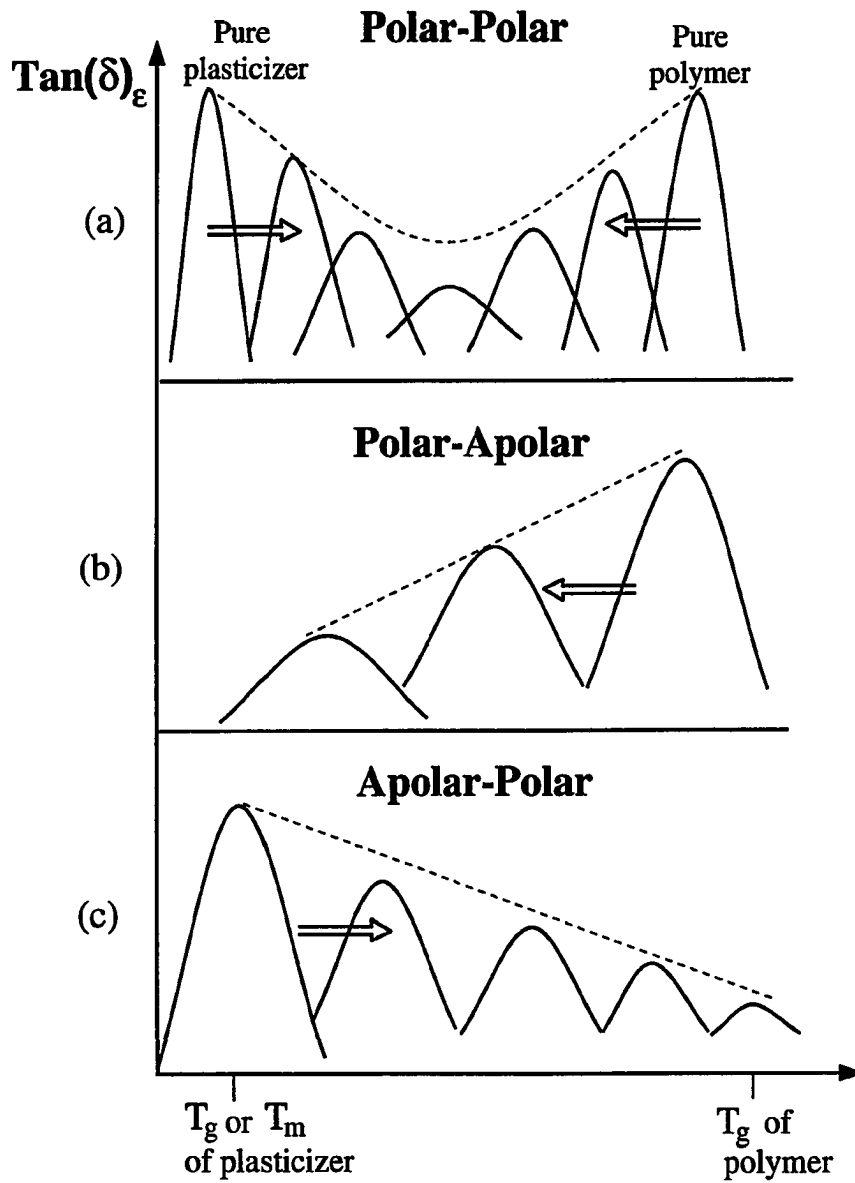 Polar-Polar
Pure
plasticizer
Pure
polymer
Tan(δ)ε
(a)
Polar-Apolar
(b)
Apolar-Polar
(c)
Tg or Tm
of plasticizer
Tg of
polymer